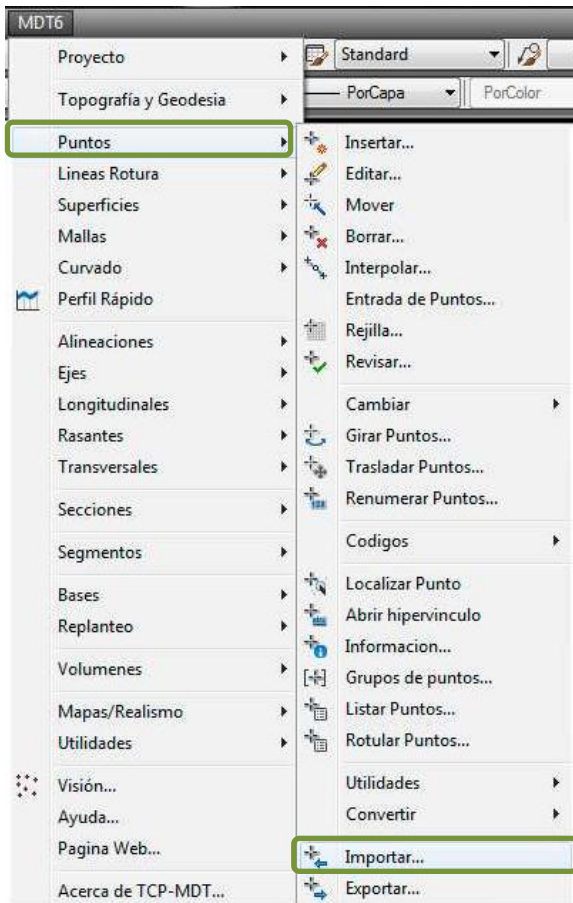 MDT6
Standard
PorCapa
PorColor
Proyecto
Topografía y Geodesia
Puntos
Lineas Rotura
Superficies
Mallas
Curvado
Perfil Rápido
Alineaciones
Ejes
Longitudinales
Rasantes
Transversales
Secciones
Segmentos
Bases
Replanteo
Volumenes
Mapas/Realismo
Utilidades
Visión...
Ayuda...
Pagina Web...
Acerca de TCP-MDT...
Insertar...
Editar...
Mover
Borrar...
Interpolar...
Entrada de Puntos...
Rejilla...
Revisar...
Cambiar
Girar Puntos...
Trasladar Puntos...
Renumerar Puntos...
Codigos
Localizar Punto
Abrir hipervinculo
Informacion...
Grupos de puntos...
Listar Puntos...
Rotular Puntos...
Utilidades
Convertir
Importar...
Exportar...